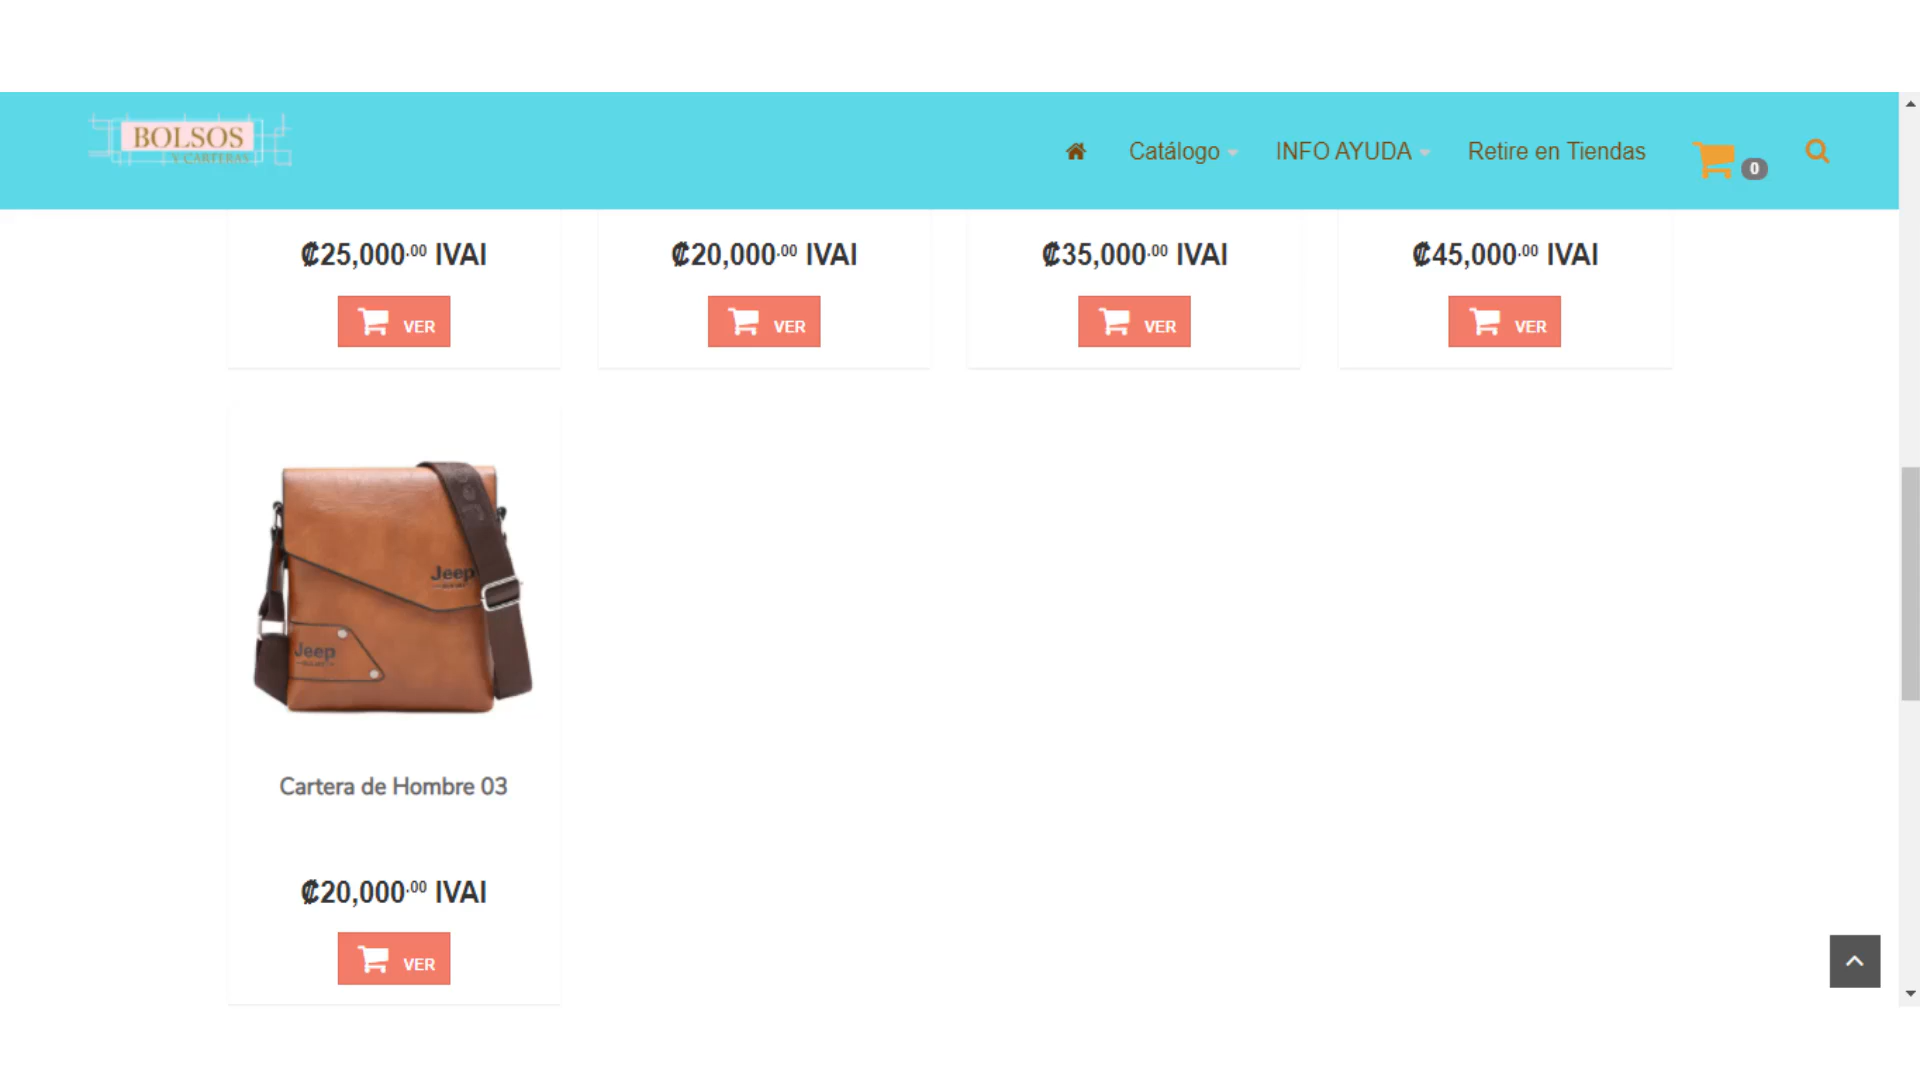 BOLSOS
Y CARTERAS
Catálogo
INFO AYUDA
Retire en Tiendas
0
₡25,000.00 IVAI
₡20,000.00 IVAI
₡35,000.00 IVAI
₡45,000.00 IVAI
VER
VER
VER
VER
Jeep
Jeep
Cartera de Hombre 03
₡20,000.00 IVAI
VER